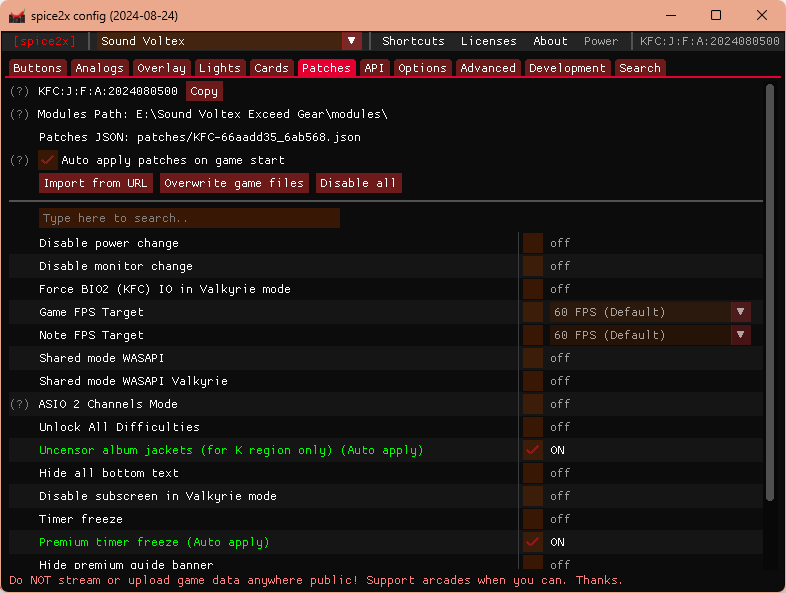 spice2x config (2024-08-24)
[spice2x] Sound Voltex ▼ Shortcuts Licenses About Power KFC:J:F:A:2024080500
Buttons Analogs Overlay Lights Cards Patches API Options Advanced Development Search
(?) KFC:J:F:A:2024080500 Copy
(?) Modules Path: E:\Sound Voltex Exceed Gear\modules\
Patches JSON: patches/KFC-66aadd35_6ab568.json
(?) Auto apply patches on game start
Import from URL Overwrite game files Disable all
Type here to search..
Disable power change off
Disable monitor change off
Force BIO2 (KFC) IO in Valkyrie mode off
Game FPS Target 60 FPS (Default) ▼
Note FPS Target 60 FPS (Default) ▼
Shared mode WASAPI off
Shared mode WASAPI Valkyrie off
(?) ASIO 2 Channels Mode off
Unlock All Difficulties off
Uncensor album jackets (for K region only) (Auto apply) ON
Hide all bottom text off
Disable subscreen in Valkyrie mode off
Timer freeze off
Premium timer freeze (Auto apply) ON
Hide premium guide banner off
Do NOT stream or upload game data anywhere public! Support arcades when you can. Thanks.